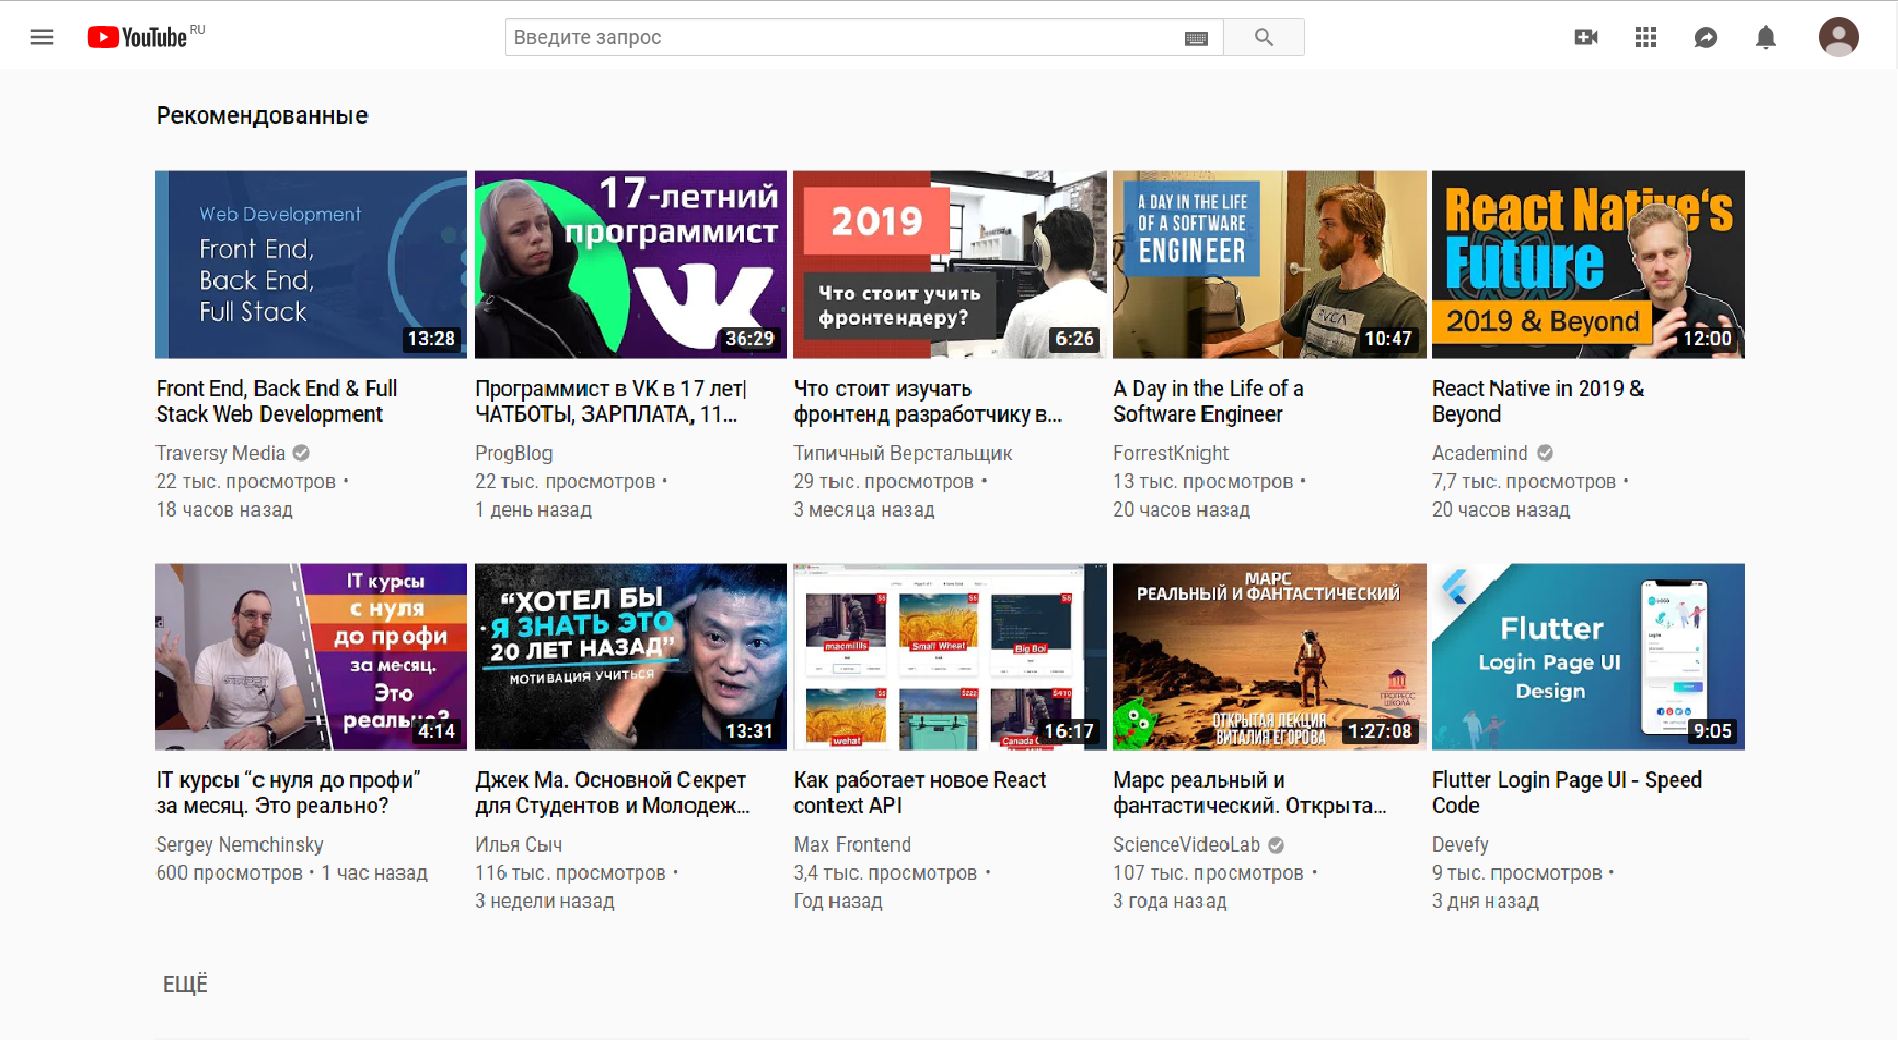 YouTube RU
Введите запрос
Рекомендованные
Web Development
Front End,
Back End,
Full Stack
13:28
17-летний
программист
36:29
2019
Что стоит учить
фронтендеру?
6:26
A DAY IN THE LIFE
OF A SOFTWARE
ENGINEER
RVCA
10:47
React Native's
Future
2019 & Beyond
12:00
Front End, Back End & Full
Stack Web Development
Traversy Media
22 тыс. просмотров •
18 часов назад
Программист в VK в 17 лет|
ЧАТБОТЫ, ЗАРПЛАТА, 11...
ProgBlog
22 тыс. просмотров •
1 день назад
Что стоит изучать
фронтенд разработчику в...
Типичный Верстальщик
29 тыс. просмотров •
3 месяца назад
A Day in the Life of a
Software Engineer
ForrestKnight
13 тыс. просмотров •
20 часов назад
React Native in 2019 &
Beyond
Academind
7,7 тыс. просмотров •
20 часов назад
IT курсы
с нуля
до профи
за месяц.
Это
реально?
4:14
“ХОТЕЛ БЫ
Я ЗНАТЬ ЭТО
20 ЛЕТ НАЗАД”
МОТИВАЦИЯ УЧИТЬСЯ
13:31
macmillis
Small Wheat
Big Boi
wehat
Canada
16:17
МАРС
РЕАЛЬНЫЙ И ФАНТАСТИЧЕСКИЙ
ПРОГРЕСС
ШКОЛА
ОТКРЫТАЯ ЛЕКЦИЯ
ВИТАЛИЯ ЕГОРОВА
1:27:08
Flutter
Login Page UI
Design
Login
9:05
IT курсы “с нуля до профи”
за месяц. Это реально?
Sergey Nemchinsky
600 просмотров • 1 час назад
Джек Ма. Основной Секрет
для Студентов и Молодеж...
Илья Сыч
116 тыс. просмотров •
3 недели назад
Как работает новое React
context API
Max Frontend
3,4 тыс. просмотров •
Год назад
Марс реальный и
фантастический. Открыта...
ScienceVideoLab
107 тыс. просмотров •
3 года назад
Flutter Login Page UI - Speed
Code
Devefy
9 тыс. просмотров •
3 дня назад
ЕЩЁ